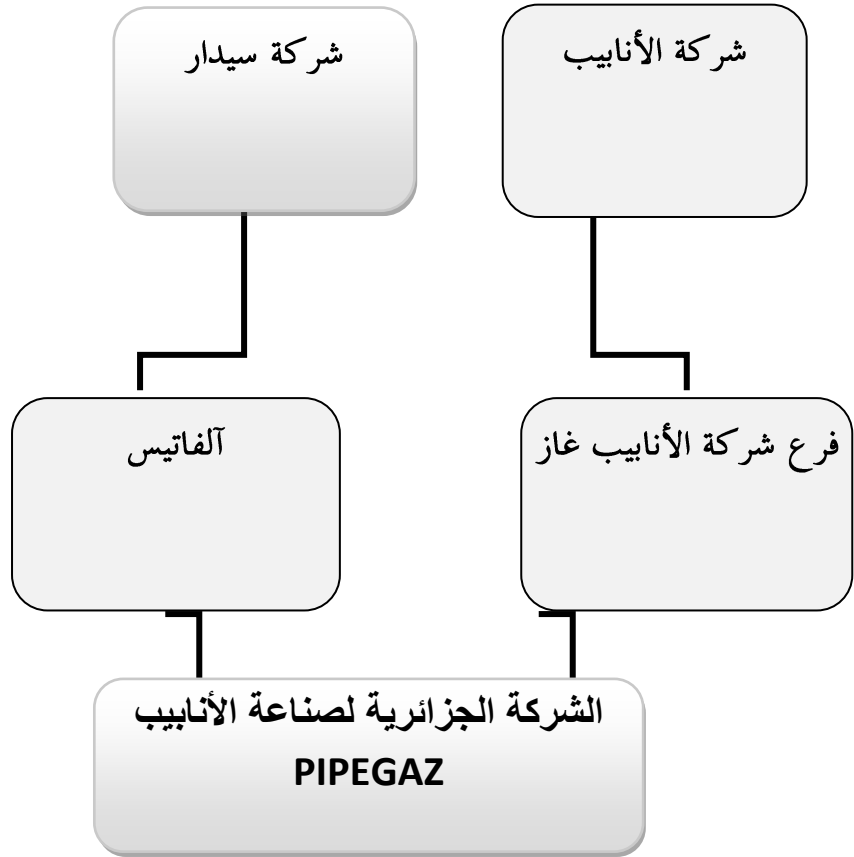 شركة الأنابيب
شركة سيدار
فرع شركة الأنابيب غاز
آلفاتيس
الشركة الجزائرية لصناعة الأنابيب
PIPEGAZ